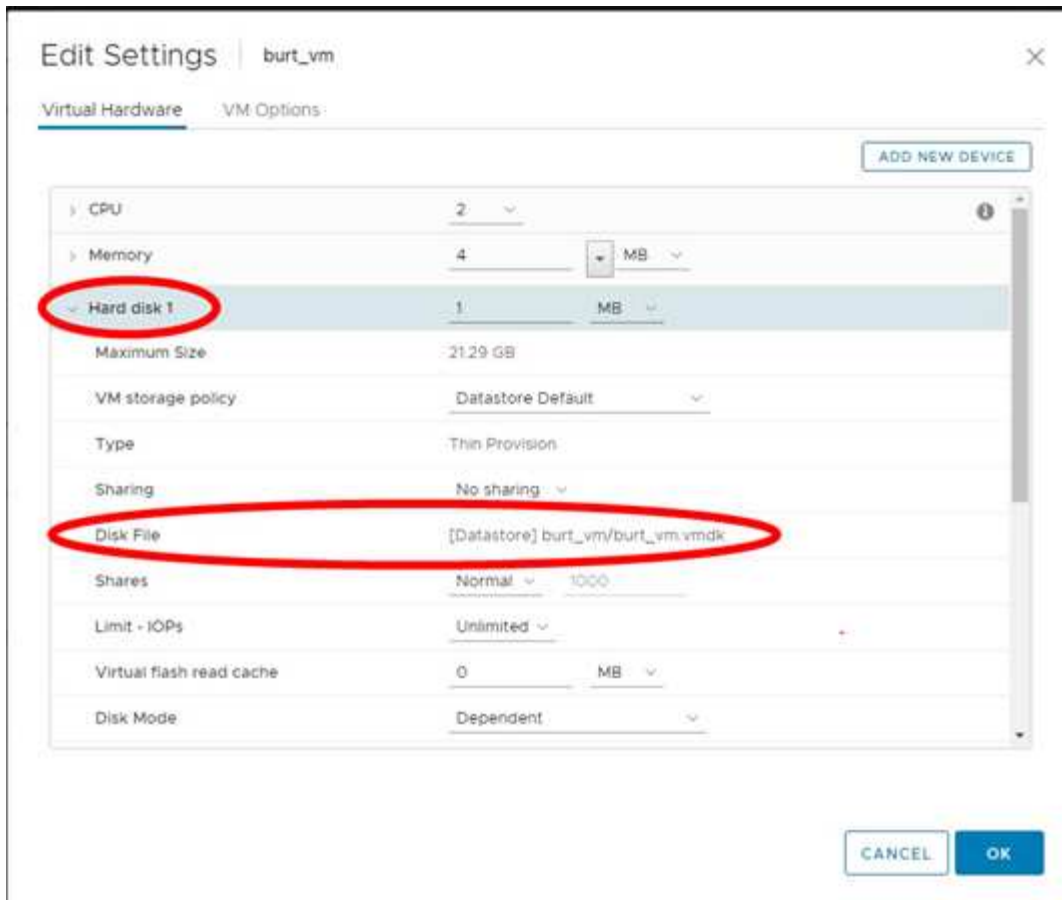 Edit Settings burt_vm
Virtual Hardware VM Options
ADD NEW DEVICE
CPU 2
Memory 4 MB
Hard disk 1 1 MB
Maximum Size 21.29 GB
VM storage policy Datastore Default
Type Thin Provision
Sharing No sharing
Disk File [Datastore] burt_vm/burt_vm.vmdk
Shares Normal 1000
Limit - IOPs Unlimited
Virtual flash read cache 0 MB
Disk Mode Dependent
CANCEL OK